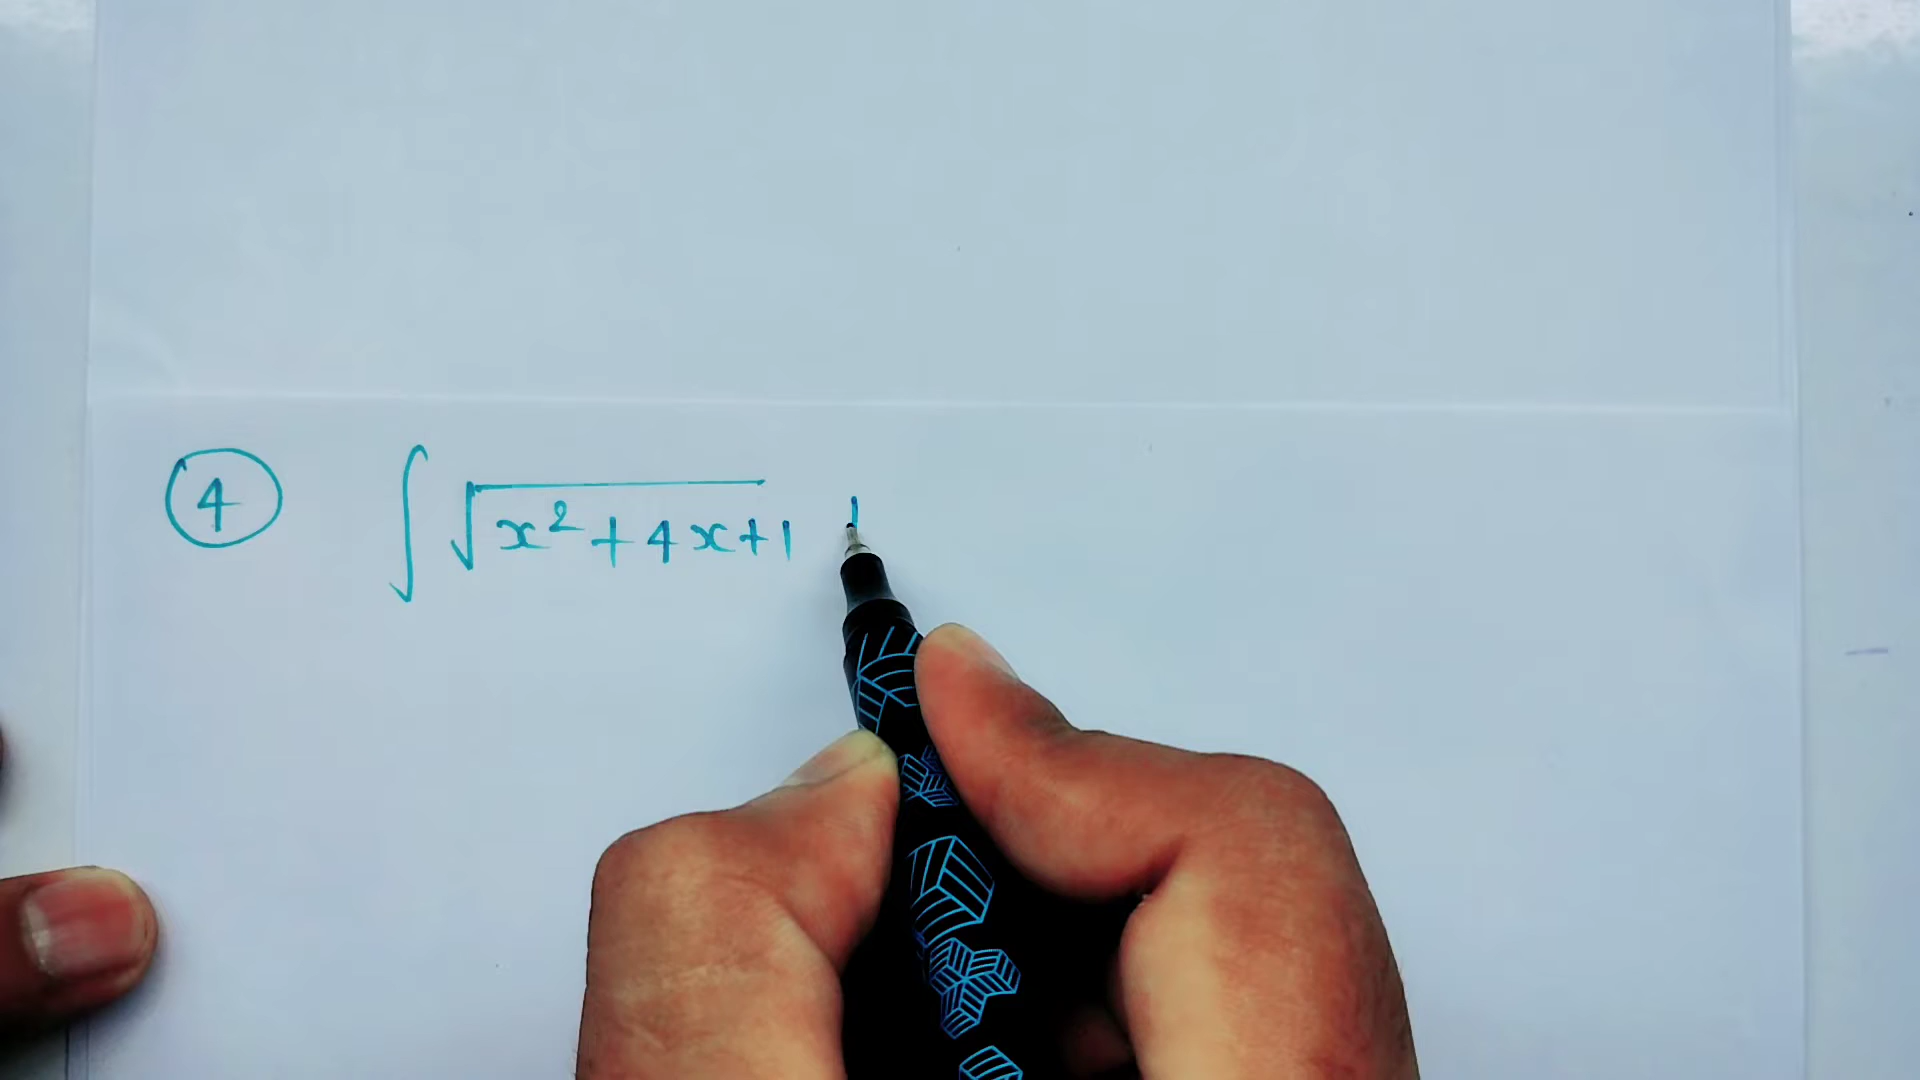 ④ ∫ √x² + 4x + 1